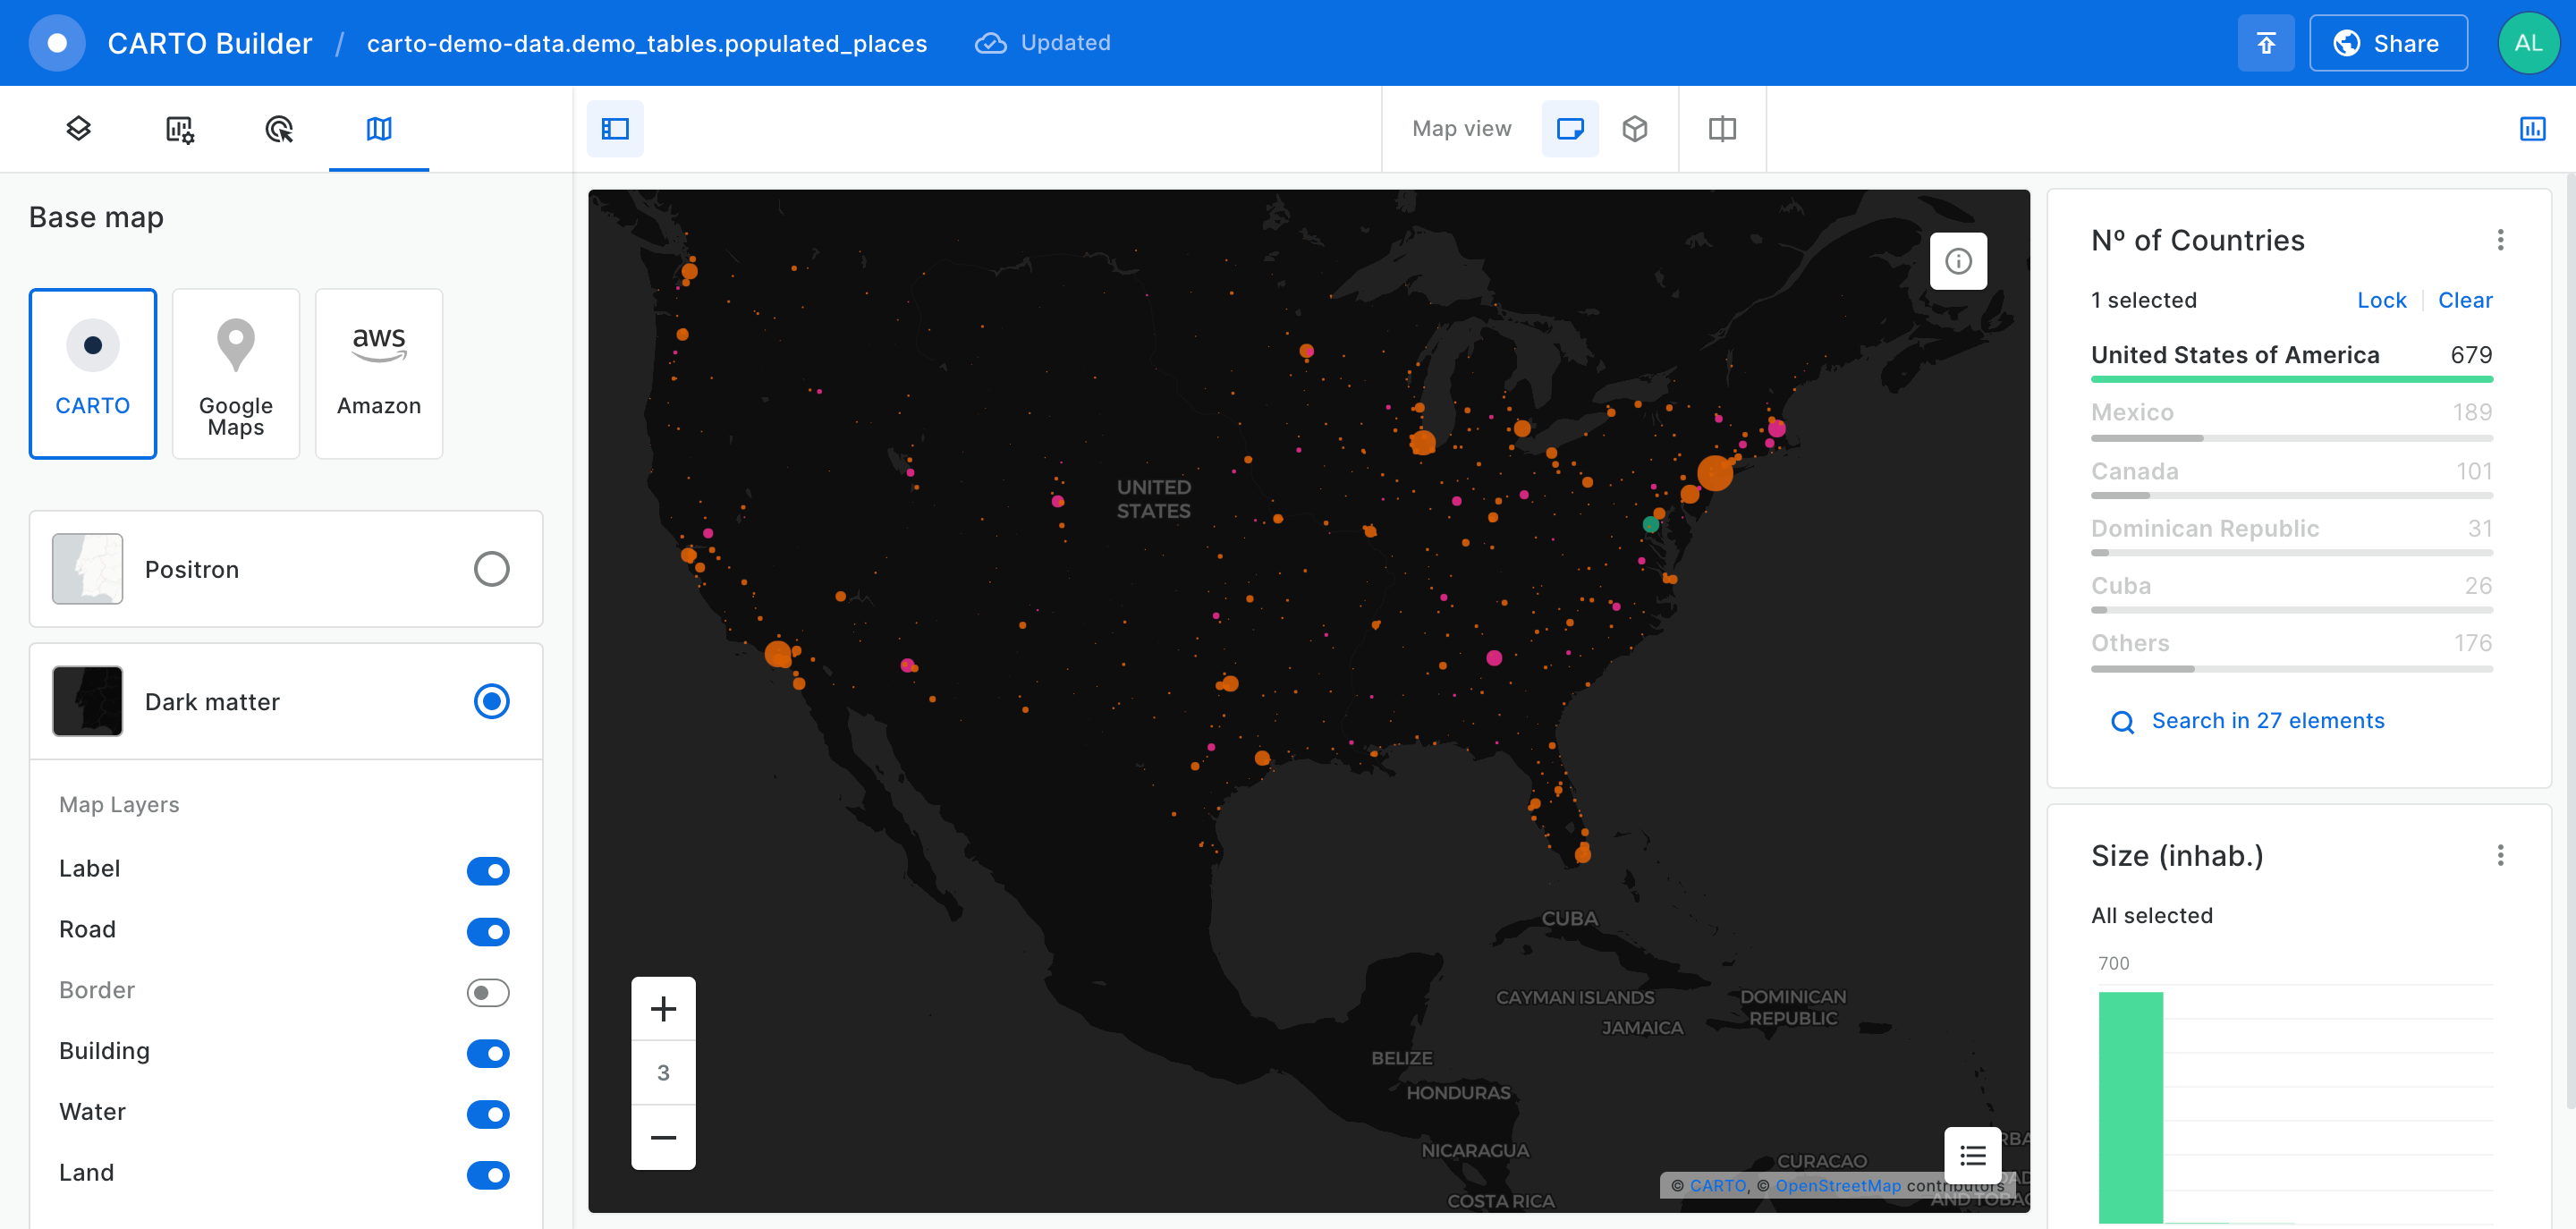 CARTO Builder / carto-demo-data.demo_tables.populated_places Updated
Share
AL
Map view
Base map
CARTO
Google
Maps
aws
Amazon
Positron
Dark matter
Map Layers
Label
Road
Border
Building
Water
Land
UNITED
STATES
CUBA
CAYMAN ISLANDS
DOMINICAN
REPUBLIC
JAMAICA
BELIZE
HONDURAS
NICARAGUA
CURACAO
COSTA RICA
AND TOBAG
3
© CARTO, © OpenStreetMap contributors
Nº of Countries
1 selected Lock Clear
United States of America 679
Mexico 189
Canada 101
Dominican Republic 31
Cuba 26
Others 176
Search in 27 elements
Size (inhab.)
All selected
700